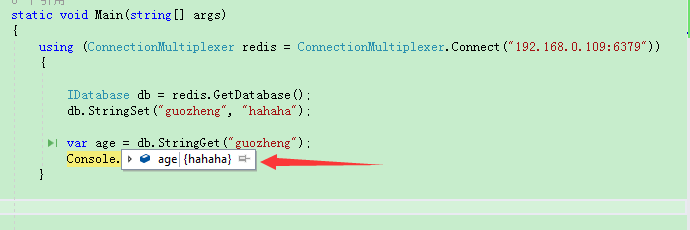 static void Main(string[] args)
{
using (ConnectionMultiplexer redis = ConnectionMultiplexer.Connect("192.168.0.109:6379"))
{
IDatabase db = redis.GetDatabase();
db.StringSet("guozheng", "hahaha");
var age = db.StringGet("guozheng");
Console.
age {hahaha}
}